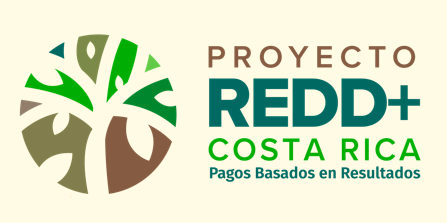 PROYECTO
REDD+
COSTA RICA
Pagos Basados en Resultados